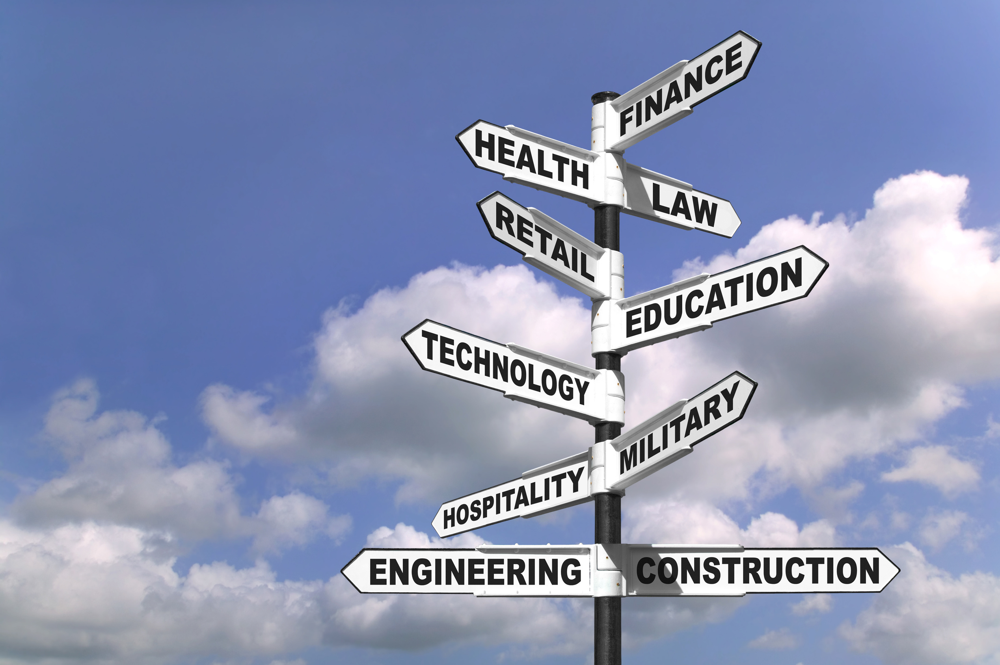 FINANCE
HEALTH
LAW
RETAIL
EDUCATION
TECHNOLOGY
MILITARY
HOSPITALITY
ENGINEERING
CONSTRUCTION